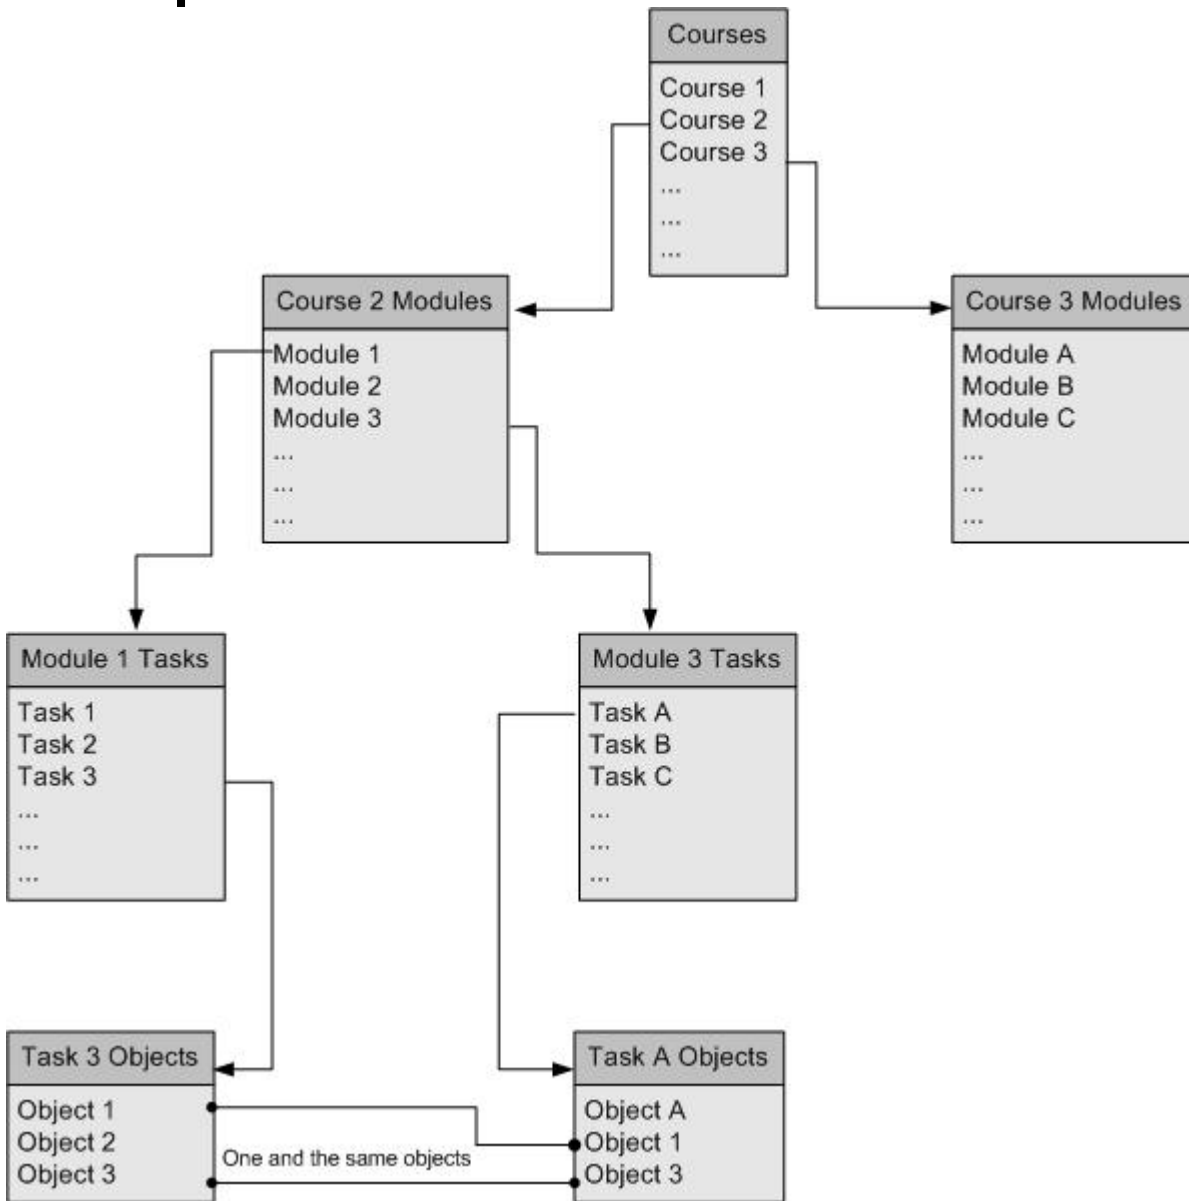 Courses
Course 1
Course 2
Course 3
...
...
...
Course 2 Modules
Module 1
Module 2
Module 3
...
...
...
Course 3 Modules
Module A
Module B
Module C
...
...
...
Module 1 Tasks
Task 1
Task 2
Task 3
...
...
...
Module 3 Tasks
Task A
Task B
Task C
...
...
...
Task 3 Objects
Object 1
Object 2
Object 3
One and the same objects
Task A Objects
Object A
Object 1
Object 3